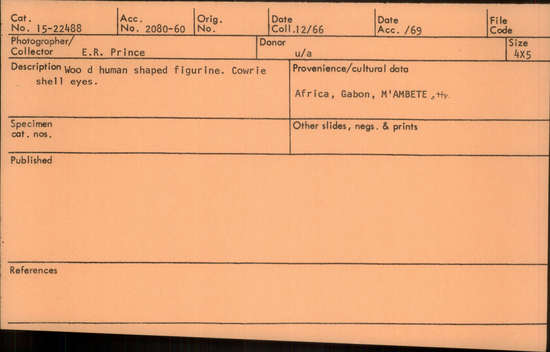 Cat. No. 15-22488 Acc. No. 2080-60 Orig. No. Date Coll. 12/66 Date Acc. /69 File Code
Photographer/ Collector E.R. Prince Donor u/a Size 4X5
Description Woo d human shaped figurine. Cowrie
shell eyes.
Provenience/cultural data
Africa, Gabon, M'AMBETE
Specimen
cat. nos.
Other slides, negs. & prints
Published
References